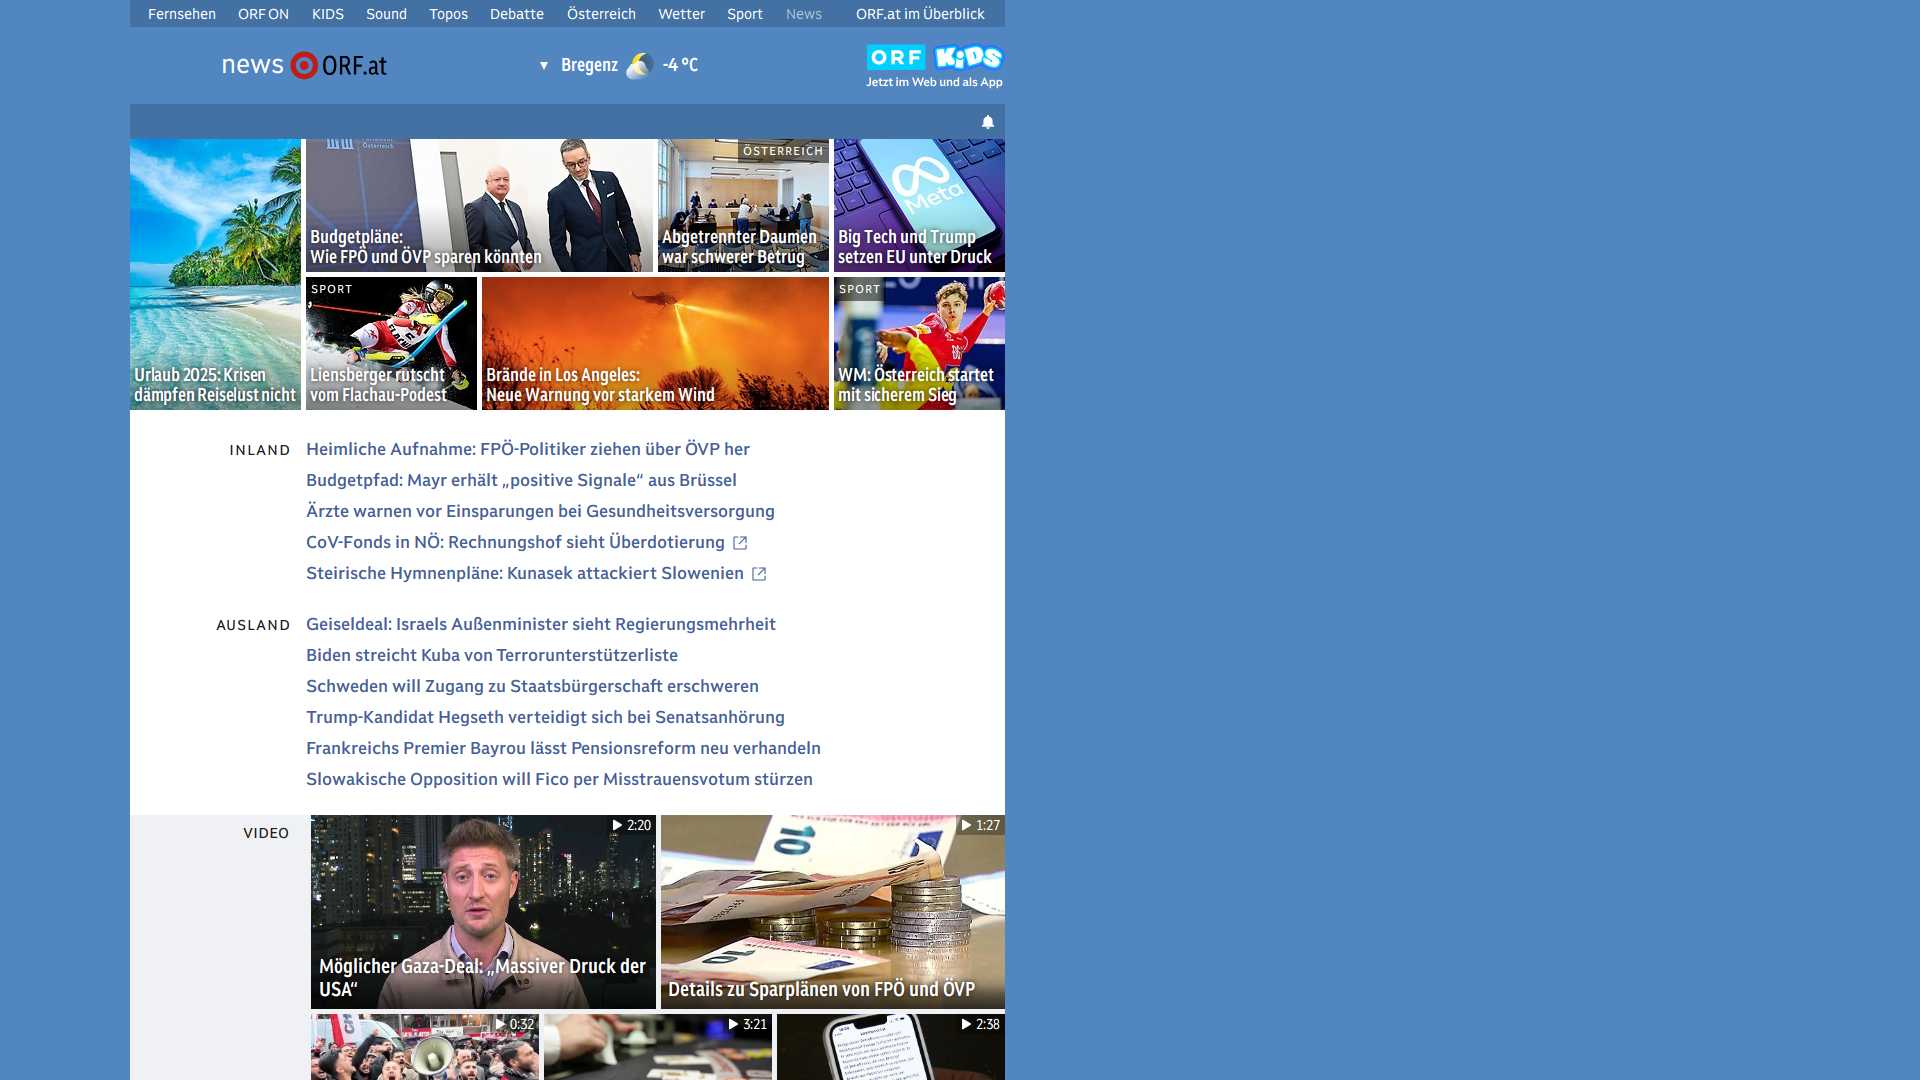 Fernsehen ORF ON KIDS Sound Topos Debatte Österreich Wetter Sport News ORF.at im Überblick
news ORF.at
▼ Bregenz -4 °C
ORF KiDS
Jetzt im Web und als App
Urlaub 2025: Krisen
dämpfen Reiselust nicht
Budgetpläne:
Wie FPÖ und ÖVP sparen könnten
ÖSTERREICH
Abgetrennter Daumen
war schwerer Betrug
Meta
Big Tech und Trump
setzen EU unter Druck
SPORT
Liensberger rutscht
vom Flachau-Podest
Brände in Los Angeles:
Neue Warnung vor starkem Wind
SPORT
WM: Österreich startet
mit sicherem Sieg
INLAND
Heimliche Aufnahme: FPÖ-Politiker ziehen über ÖVP her
Budgetpfad: Mayr erhält „positive Signale“ aus Brüssel
Ärzte warnen vor Einsparungen bei Gesundheitsversorgung
CoV-Fonds in NÖ: Rechnungshof sieht Überdotierung
Steirische Hymnenpläne: Kunasek attackiert Slowenien
AUSLAND
Geiseldeal: Israels Außenminister sieht Regierungsmehrheit
Biden streicht Kuba von Terrorunterstützerliste
Schweden will Zugang zu Staatsbürgerschaft erschweren
Trump-Kandidat Hegseth verteidigt sich bei Senatsanhörung
Frankreichs Premier Bayrou lässt Pensionsreform neu verhandeln
Slowakische Opposition will Fico per Misstrauensvotum stürzen
VIDEO
2:20
Möglicher Gaza-Deal: „Massiver Druck der
USA“
1:27
10
10
Details zu Sparplänen von FPÖ und ÖVP
0:32
3:21
2:38